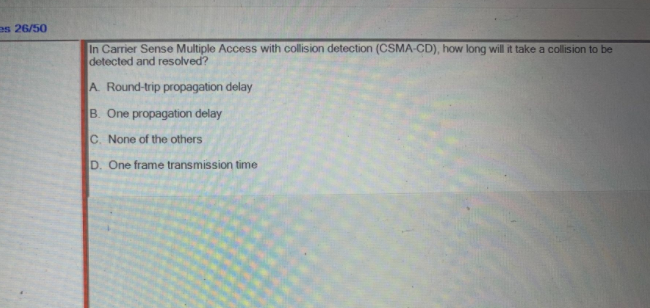 es 26/50
In Carrier Sense Multiple Access with collision detection (CSMA-CD), how long will it take a collision to be
detected and resolved?
A. Round-trip propagation delay
B. One propagation delay
C. None of the others
D. One frame transmission time